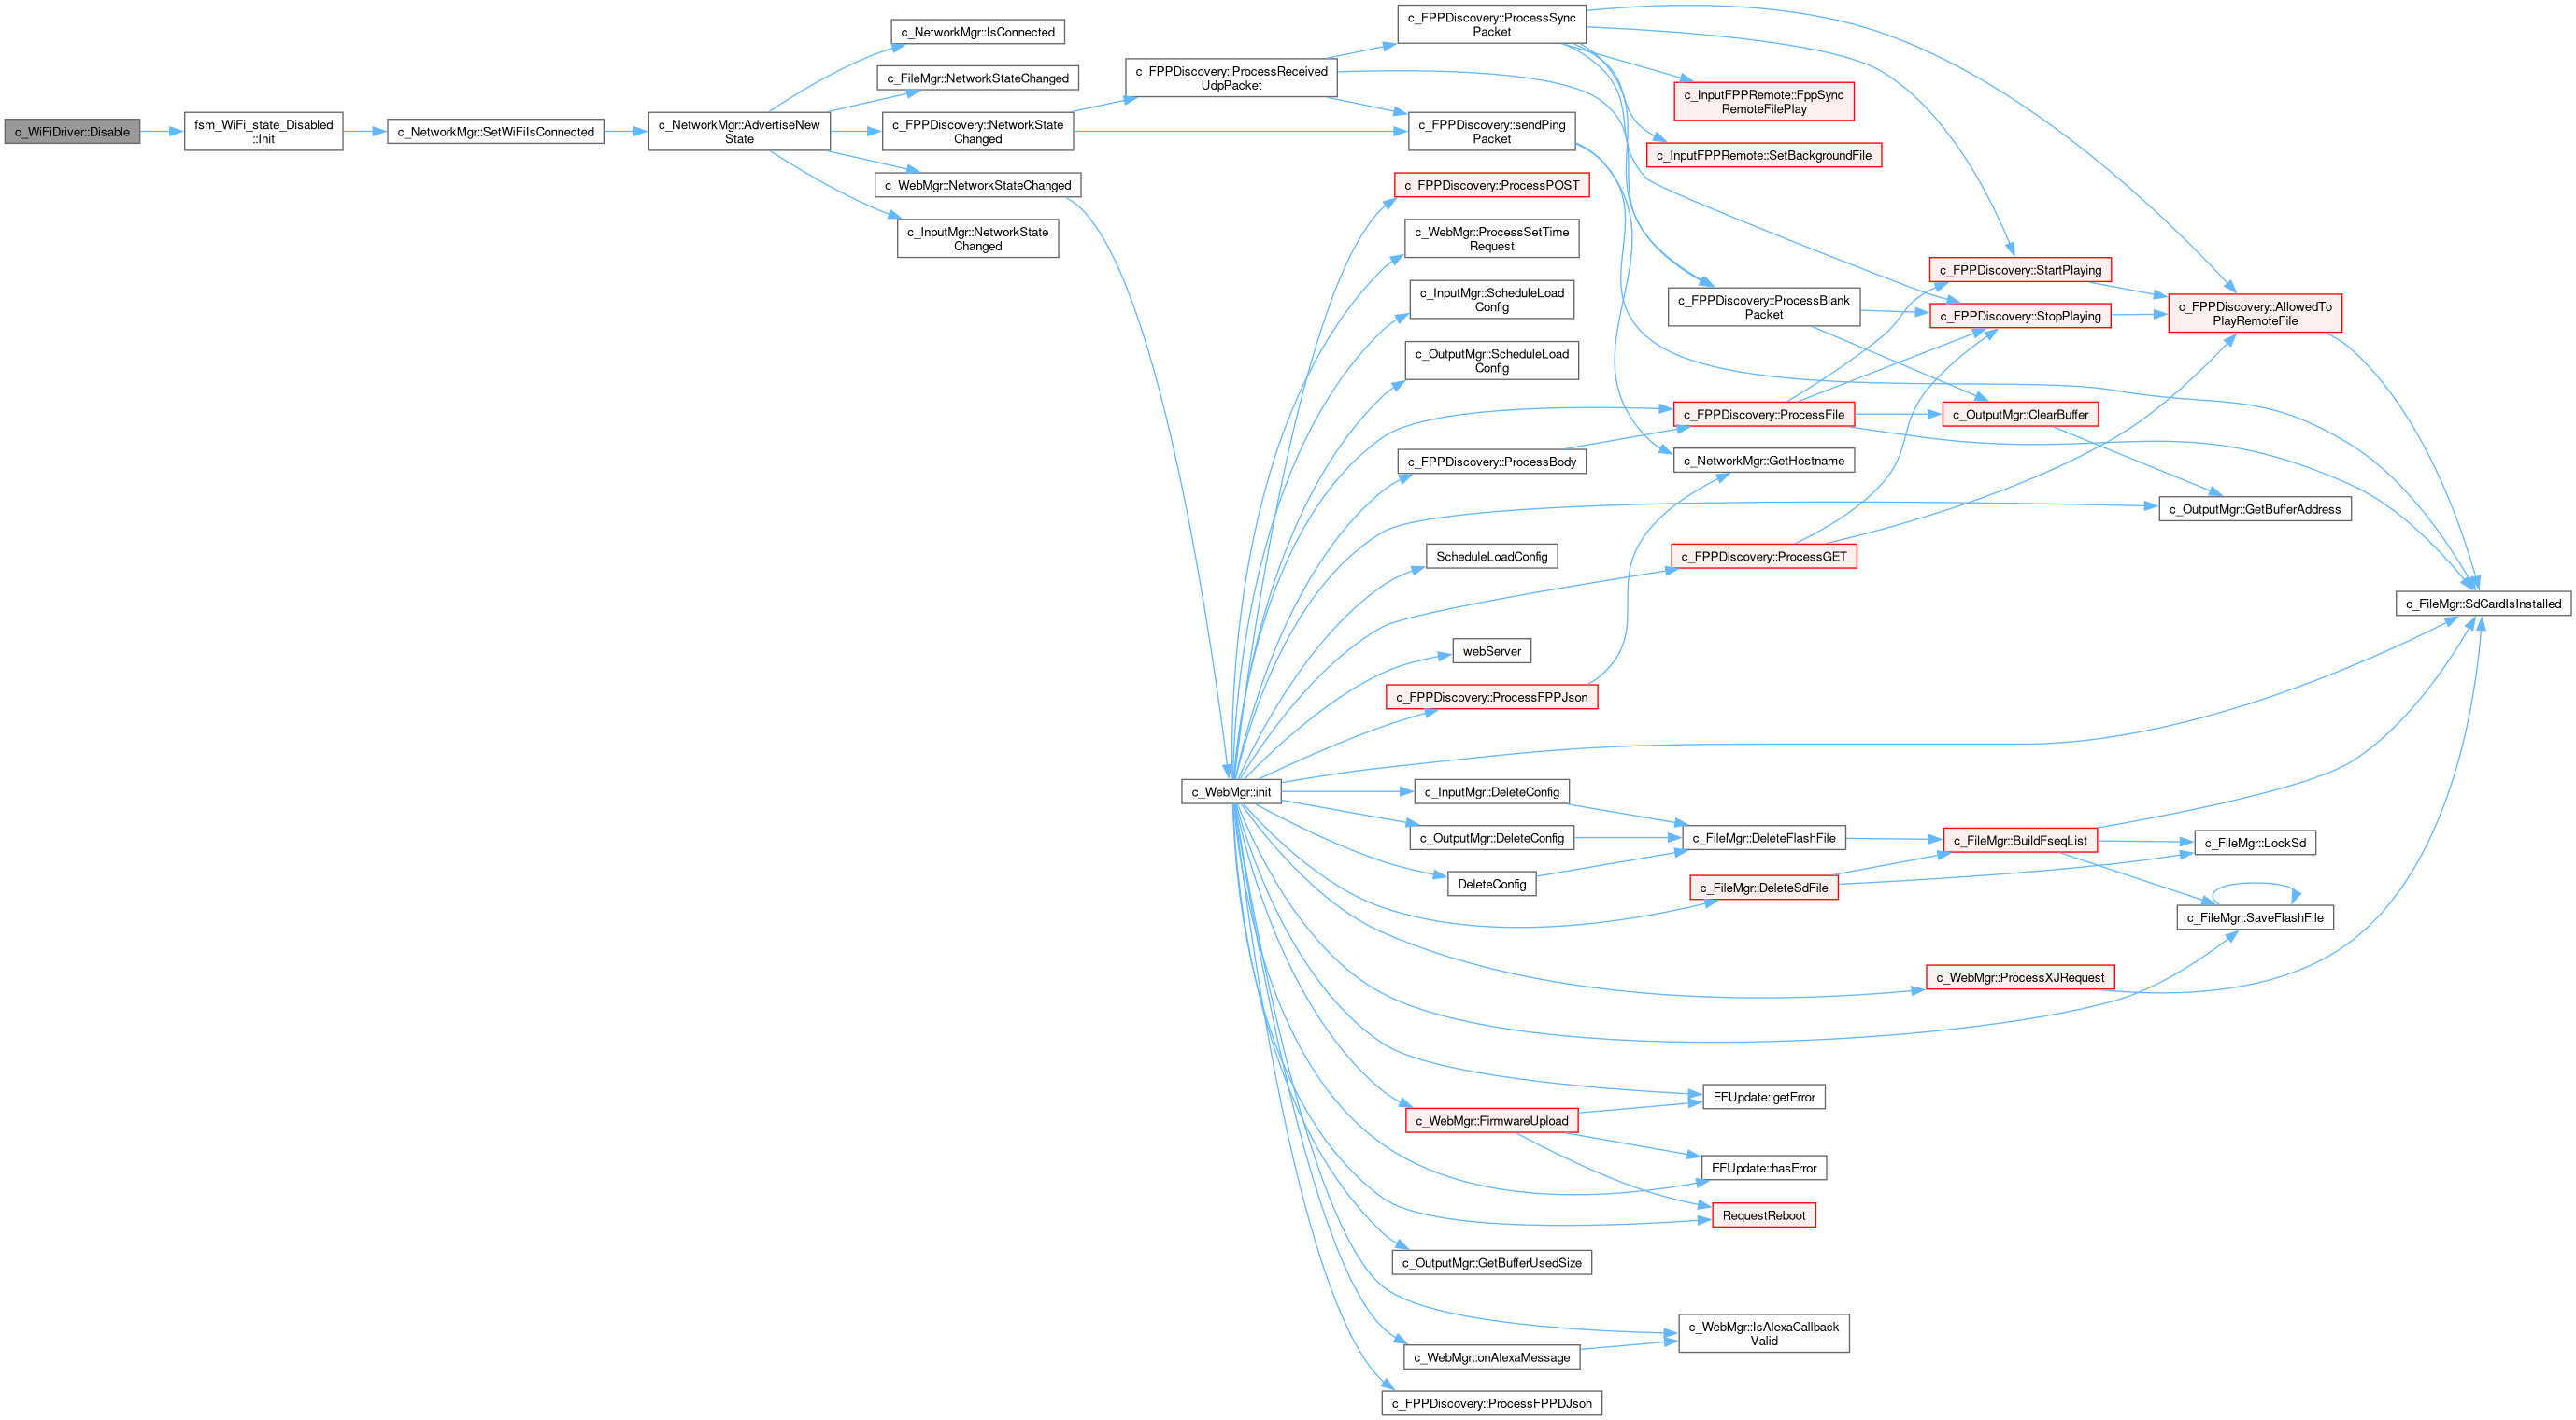 c_WiFiDriver::Disable
fsm_WiFi_state_Disabled
::Init
c_NetworkMgr::SetWiFiIsConnected
c_NetworkMgr::AdvertiseNew
State
c_NetworkMgr::IsConnected
c_FileMgr::NetworkStateChanged
c_FPPDiscovery::NetworkState
Changed
c_WebMgr::NetworkStateChanged
c_InputMgr::NetworkState
Changed
c_FPPDiscovery::ProcessReceived
UdpPacket
c_WebMgr::init
c_FPPDiscovery::ProcessSync
Packet
c_FPPDiscovery::sendPing
Packet
c_FPPDiscovery::ProcessPOST
c_WebMgr::ProcessSetTime
Request
c_InputMgr::ScheduleLoad
Config
c_OutputMgr::ScheduleLoad
Config
c_FPPDiscovery::ProcessBody
ScheduleLoadConfig
webServer
c_FPPDiscovery::ProcessFPPJson
c_InputMgr::DeleteConfig
c_OutputMgr::DeleteConfig
DeleteConfig
c_WebMgr::FirmwareUpload
c_OutputMgr::GetBufferUsedSize
c_WebMgr::onAlexaMessage
c_FPPDiscovery::ProcessFPPDJson
c_InputFPPRemote::FppSync
RemoteFilePlay
c_InputFPPRemote::SetBackgroundFile
c_FPPDiscovery::ProcessBlank
Packet
c_FPPDiscovery::ProcessFile
c_NetworkMgr::GetHostname
c_FPPDiscovery::ProcessGET
c_FileMgr::DeleteFlashFile
c_FileMgr::DeleteSdFile
EFUpdate::getError
EFUpdate::hasError
RequestReboot
c_WebMgr::IsAlexaCallback
Valid
c_FPPDiscovery::StartPlaying
c_FPPDiscovery::StopPlaying
c_OutputMgr::ClearBuffer
c_FileMgr::BuildFseqList
c_WebMgr::ProcessXJRequest
c_FPPDiscovery::AllowedTo
PlayRemoteFile
c_OutputMgr::GetBufferAddress
c_FileMgr::LockSd
c_FileMgr::SaveFlashFile
c_FileMgr::SdCardIsInstalled